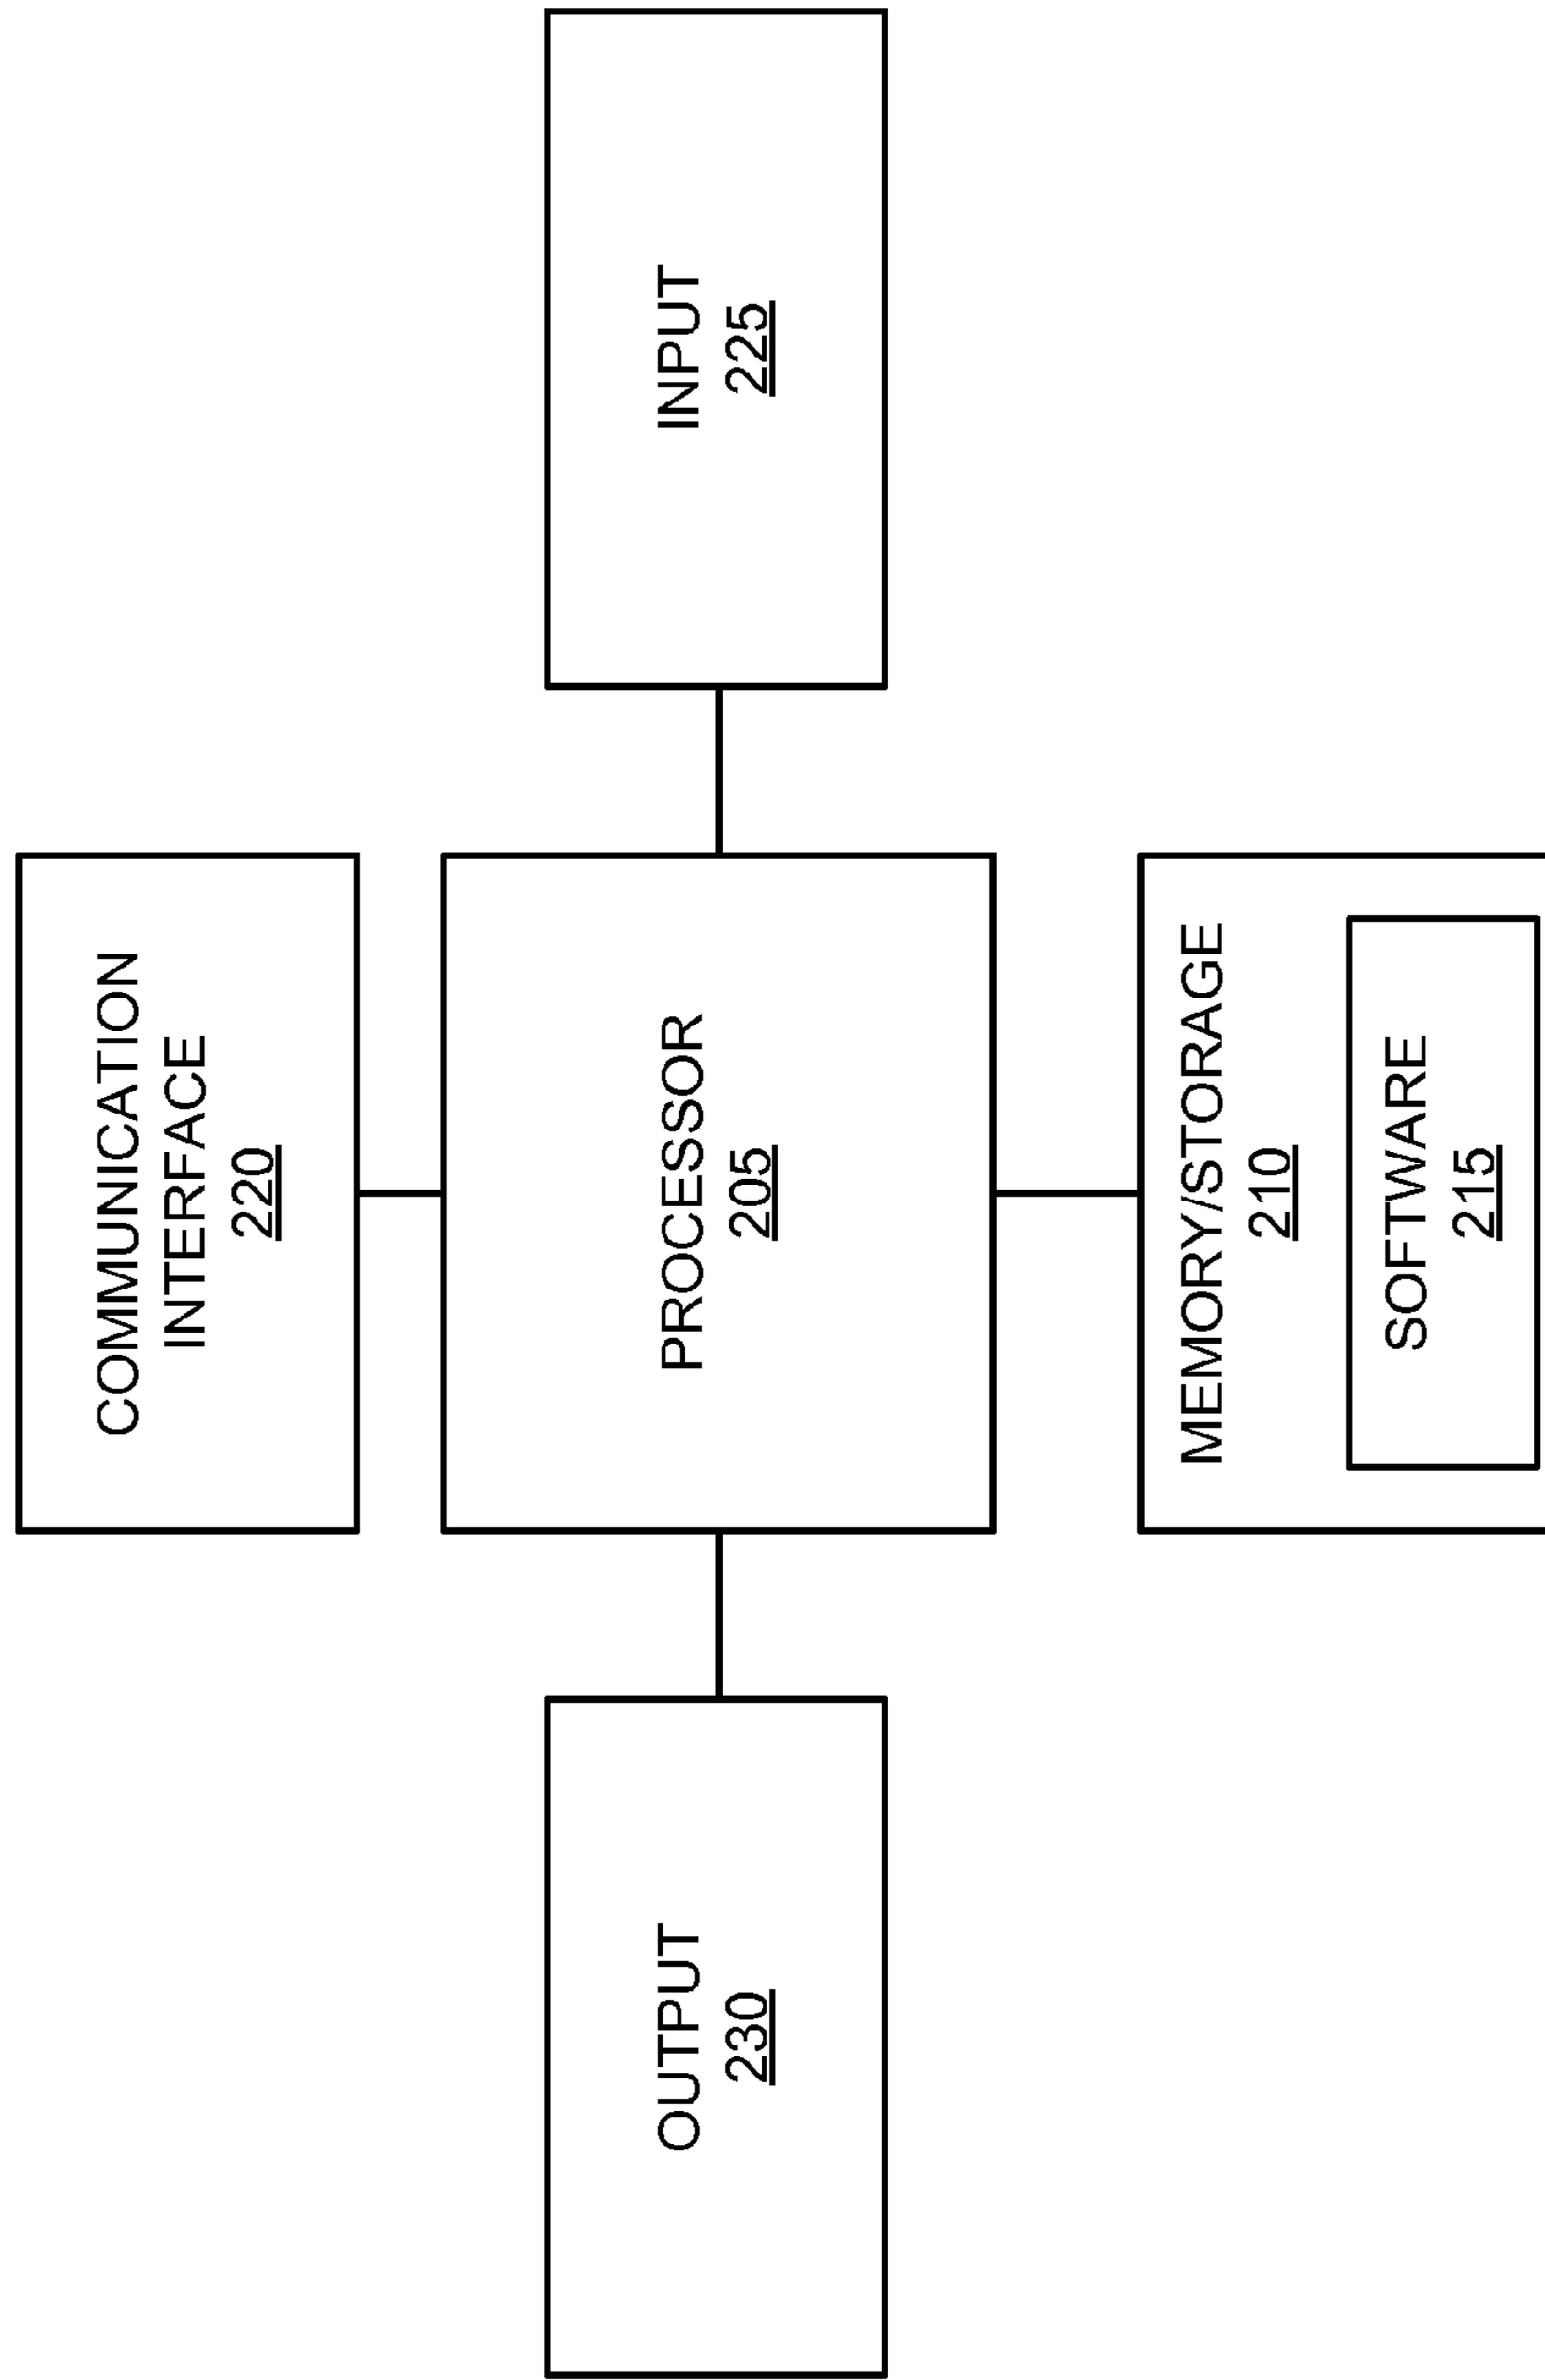 COMMUNICATION
INTERFACE
220
OUTPUT
230
PROCESSOR
205
INPUT
225
MEMORY/STORAGE
210
SOFTWARE
215